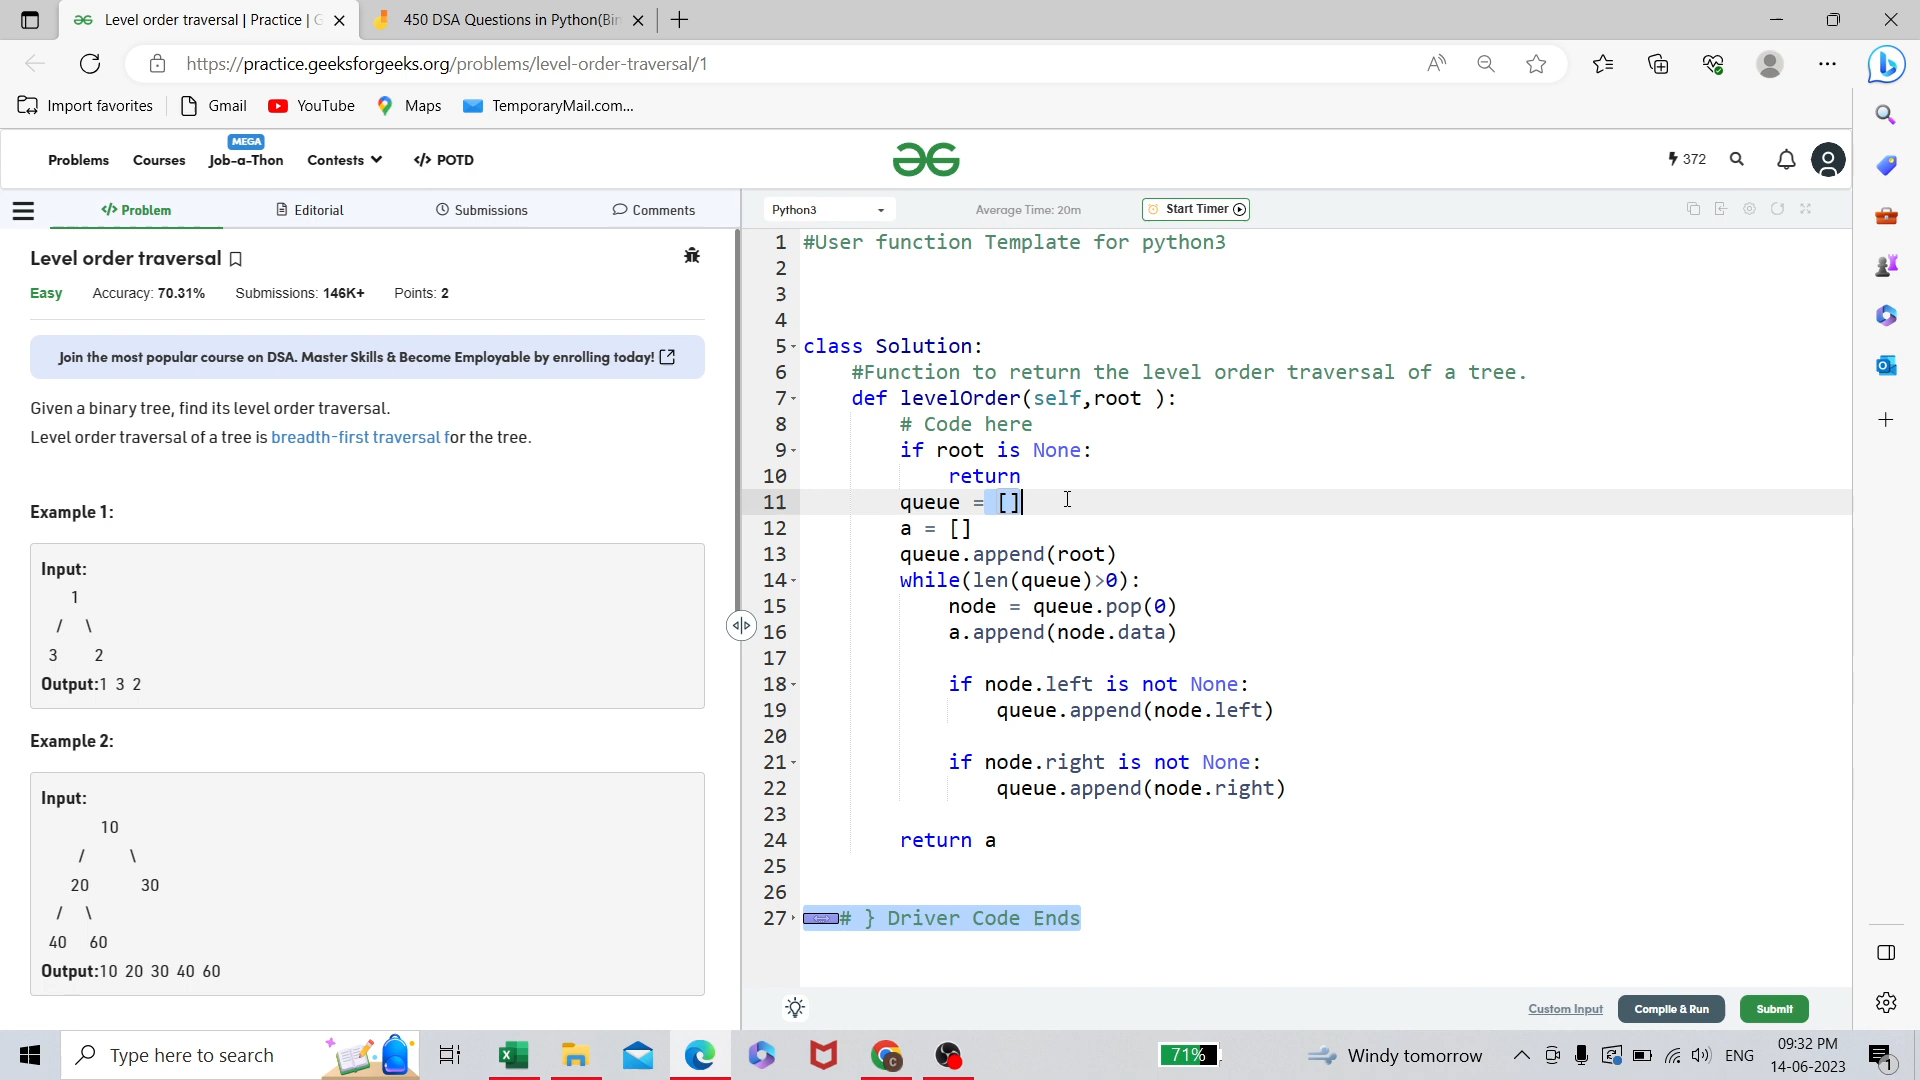 Level order traversal | Practice | G
450 DSA Questions in Python(Bin
https://practice.geeksforgeeks.org/problems/level-order-traversal/1
Import favorites
Gmail
YouTube
Maps
TemporaryMail.com...
MEGA
Problems
Courses
Job-a-Thon
Contests
</> POTD
372
</> Problem
Editorial
Submissions
Comments
Python3
Average Time: 20m
Start Timer
Level order traversal
Easy
Accuracy: 70.31%
Submissions: 146K+
Points: 2
Join the most popular course on DSA. Master Skills & Become Employable by enrolling today!
Given a binary tree, find its level order traversal.
Level order traversal of a tree is breadth-first traversal for the tree.
Example 1:
Input:
1
/ \
3 2
Output:1 3 2
Example 2:
Input:
10
/ \
20 30
/ \
40 60
Output:10 20 30 40 60
1 #User function Template for python3
2
3
4
5 class Solution:
6 #Function to return the level order traversal of a tree.
7 def levelOrder(self,root ):
8 # Code here
9 if root is None:
10 return
11 queue = []
12 a = []
13 queue.append(root)
14 while(len(queue)>0):
15 node = queue.pop(0)
16 a.append(node.data)
17
18 if node.left is not None:
19 queue.append(node.left)
20
21 if node.right is not None:
22 queue.append(node.right)
23
24 return a
25
26
27 # } Driver Code Ends
Custom Input
Compile & Run
Submit
Type here to search
71%
Windy tomorrow
ENG
09:32 PM
14-06-2023
1